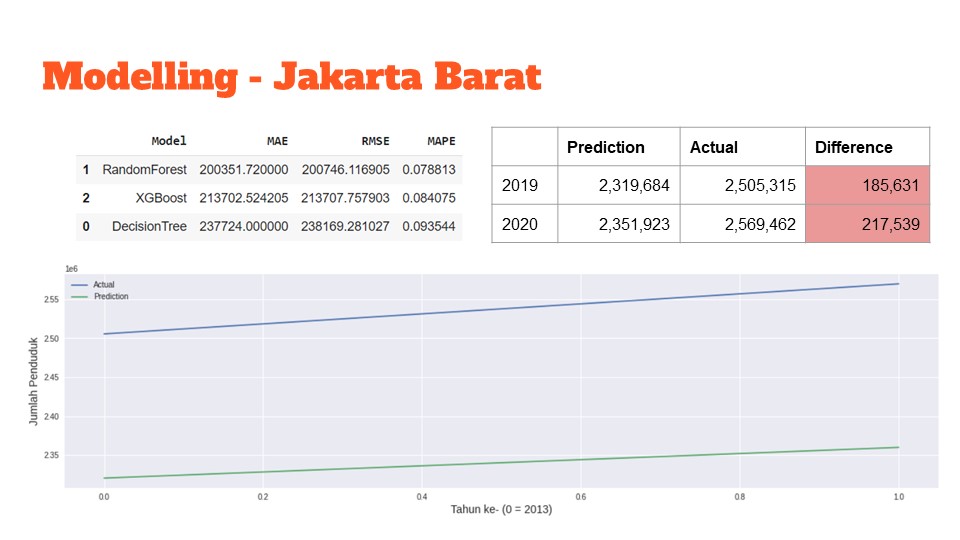 Modelling - Jakarta Barat
Model MAE RMSE MAPE
1 RandomForest 200351.720000 200746.116905 0.078813
2 XGBoost 213702.524205 213707.757903 0.084075
0 DecisionTree 237724.000000 238169.281027 0.093544
Prediction Actual Difference
2019 2,319,684 2,505,315 185,631
2020 2,351,923 2,569,462 217,539
1e6
Actual
Prediction
2.55
2.50
2.45
2.40
2.35
Jumlah Penduduk
0.0 0.2 0.4 0.6 0.8 1.0
Tahun ke- (0 = 2013)